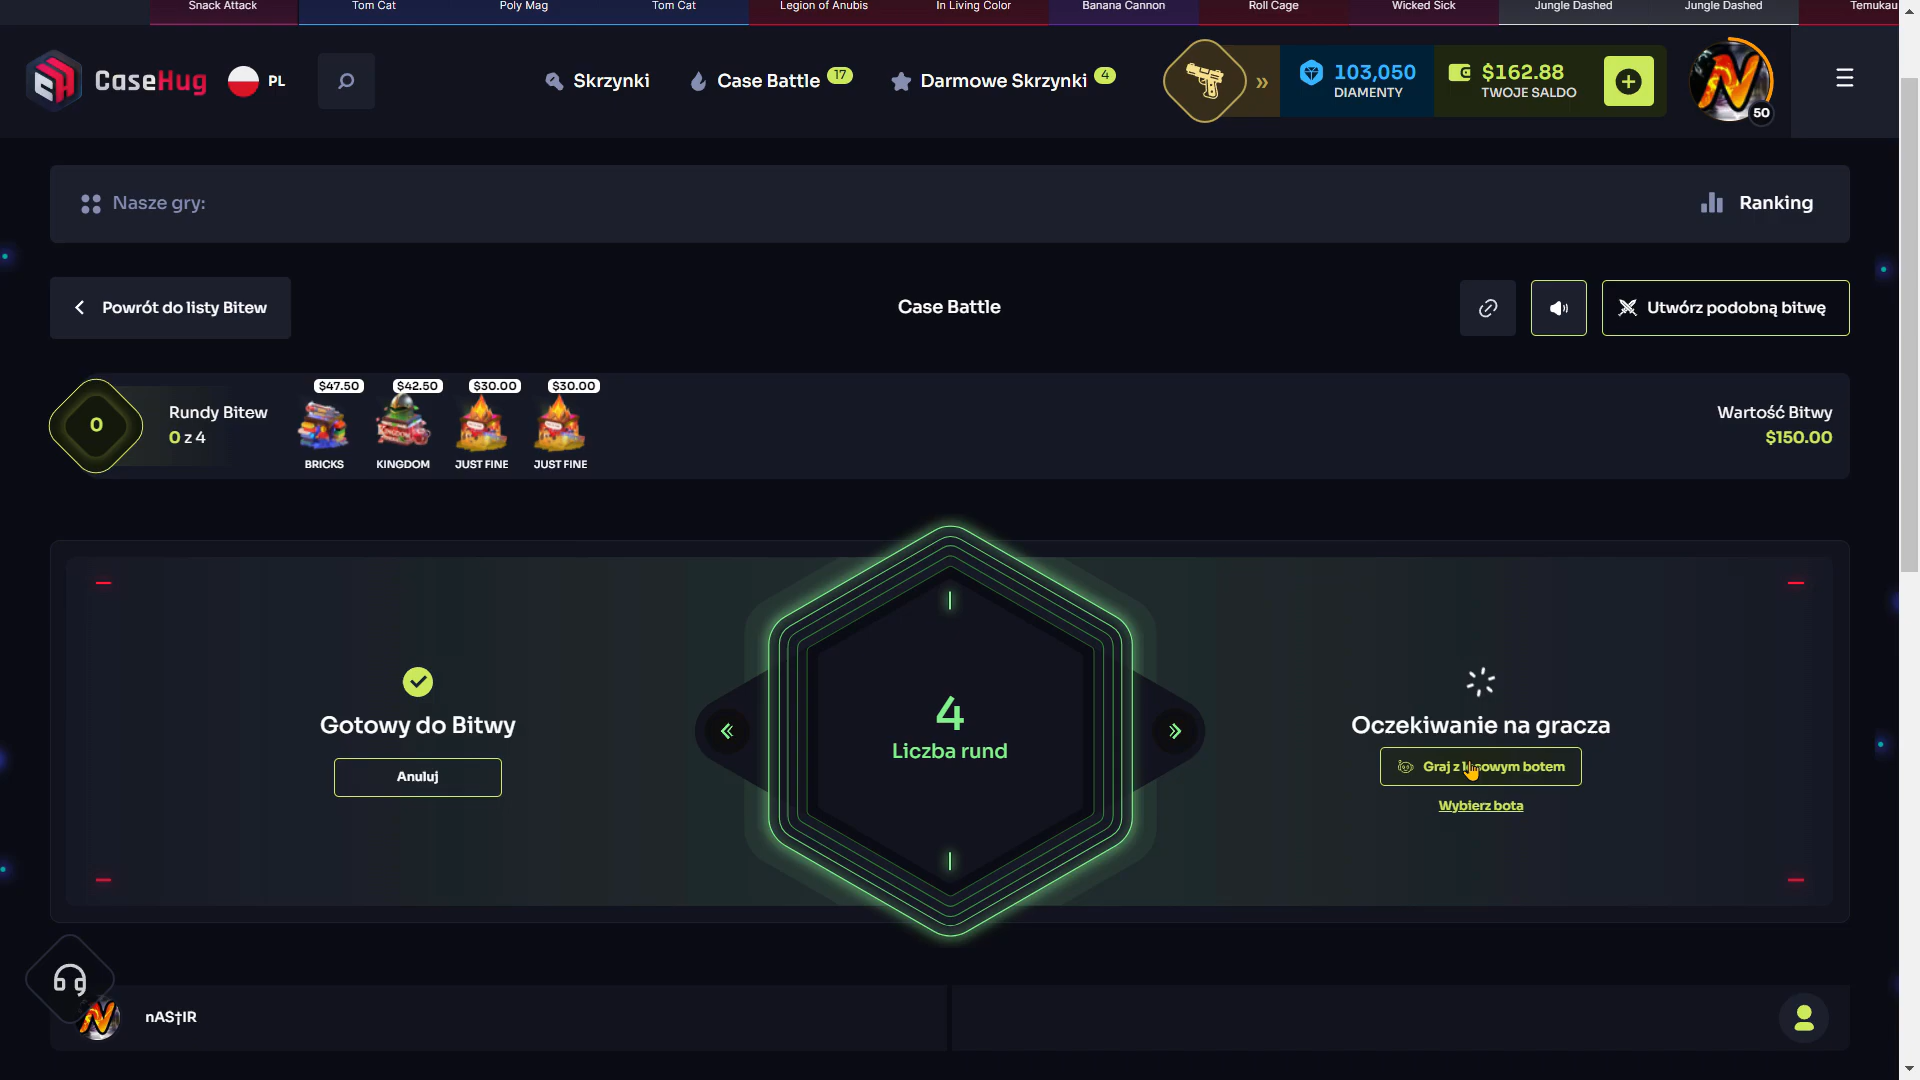 Snack Attack
Tom Cat
Poly Mag
Tom Cat
Legion of Anubis
In Living Color
Banana Cannon
Roll Cage
Wicked Sick
Jungle Dashed
Jungle Dashed
Temukau
CaseHug
PL
Skrzynki
Case Battle 17
Darmowe Skrzynki 4
»
103,050
DIAMENTY
$162.88
TWOJE SALDO
50
Nasze gry:
Ranking
Powrót do listy Bitew
Case Battle
Utwórz podobną bitwę
0
Rundy Bitew
0 z 4
$47.50
BRICKS
$42.50
KINGDOM
$30.00
JUST FINE
$30.00
JUST FINE
Wartość Bitwy
$150.00
Gotowy do Bitwy
Anuluj
4
Liczba rund
Oczekiwanie na gracza
Graj z losowym botem
Wybierz bota
nAS†IR